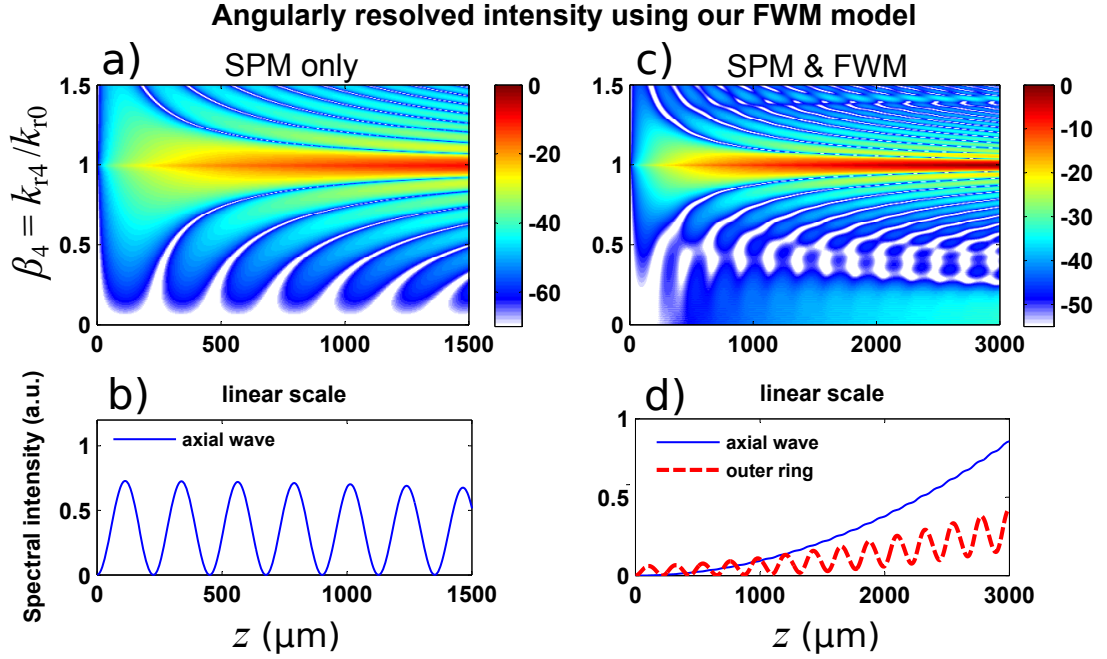 Angularly resolved intensity using our FWM model
a)
SPM only
β₄ = k_r4/k_r0
1.5
1
0.5
0
0
500
1000
1500
0
-20
-40
-60
c)
SPM & FWM
0
1000
2000
3000
0
-10
-20
-30
-40
-50
b)
linear scale
Spectral intensity (a.u.)
1
0.5
0
axial wave
0
500
1000
1500
z (μm)
d)
linear scale
1
0.5
0
axial wave
outer ring
0
1000
2000
3000
z (μm)